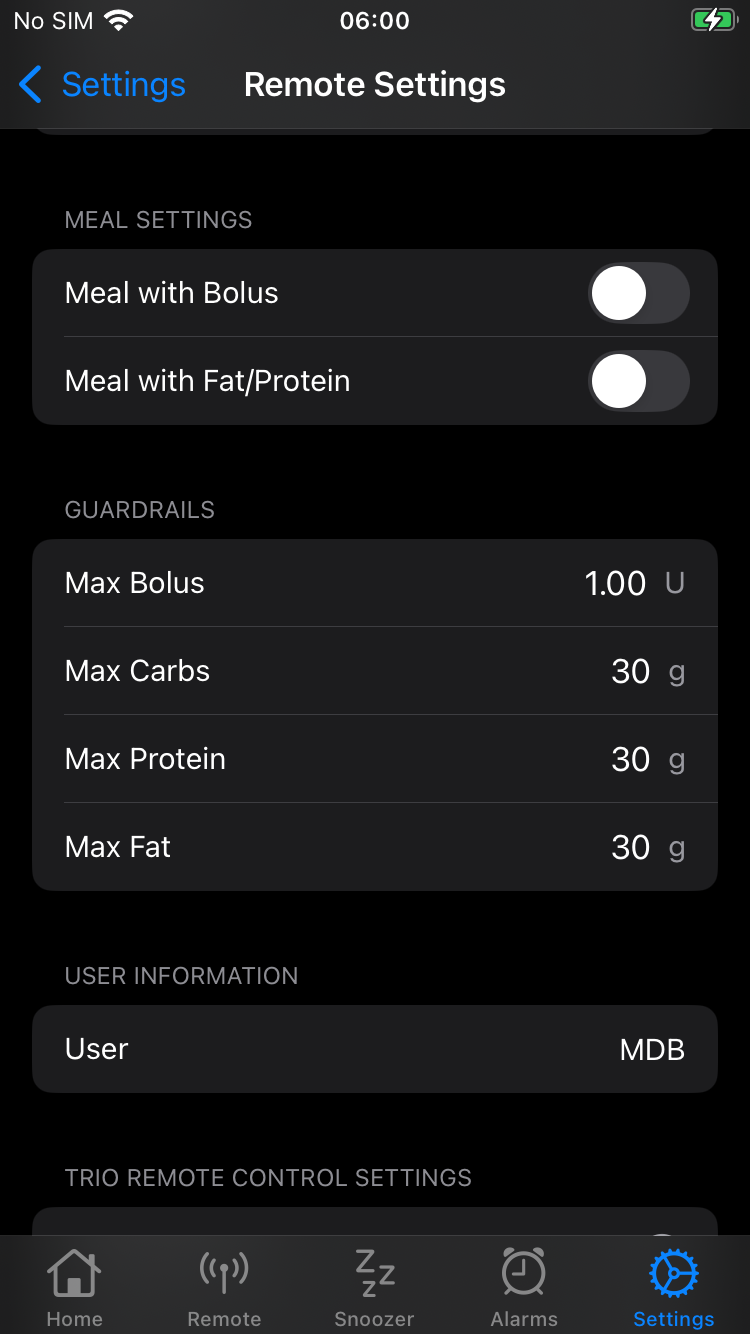 No SIM 06:00
Settings Remote Settings
MEAL SETTINGS
Meal with Bolus
Meal with Fat/Protein
GUARDRAILS
Max Bolus 1.00 U
Max Carbs 30 g
Max Protein 30 g
Max Fat 30 g
USER INFORMATION
User MDB
TRIO REMOTE CONTROL SETTINGS
Home Remote Snoozer Alarms Settings